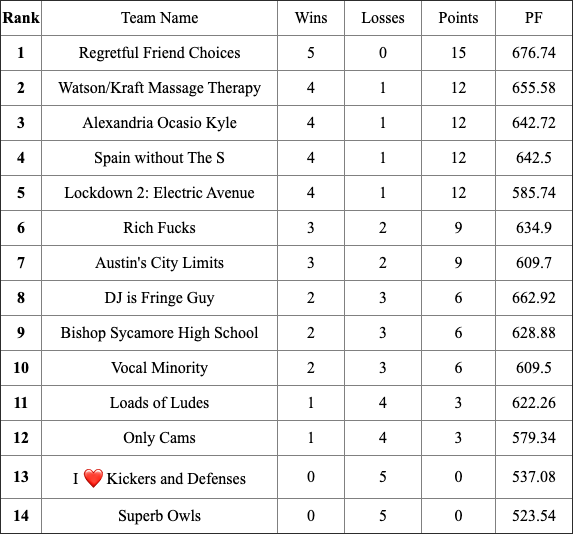 Rank Team Name Wins Losses Points PF
1 Regretful Friend Choices 5 0 15 676.74
2 Watson/Kraft Massage Therapy 4 1 12 655.58
3 Alexandria Ocasio Kyle 4 1 12 642.72
4 Spain without The S 4 1 12 642.5
5 Lockdown 2: Electric Avenue 4 1 12 585.74
6 Rich Fucks 3 2 9 634.9
7 Austin's City Limits 3 2 9 609.7
8 DJ is Fringe Guy 2 3 6 662.92
9 Bishop Sycamore High School 2 3 6 628.88
10 Vocal Minority 2 3 6 609.5
11 Loads of Ludes 1 4 3 622.26
12 Only Cams 1 4 3 579.34
13 I ❤️ Kickers and Defenses 0 5 0 537.08
14 Superb Owls 0 5 0 523.54